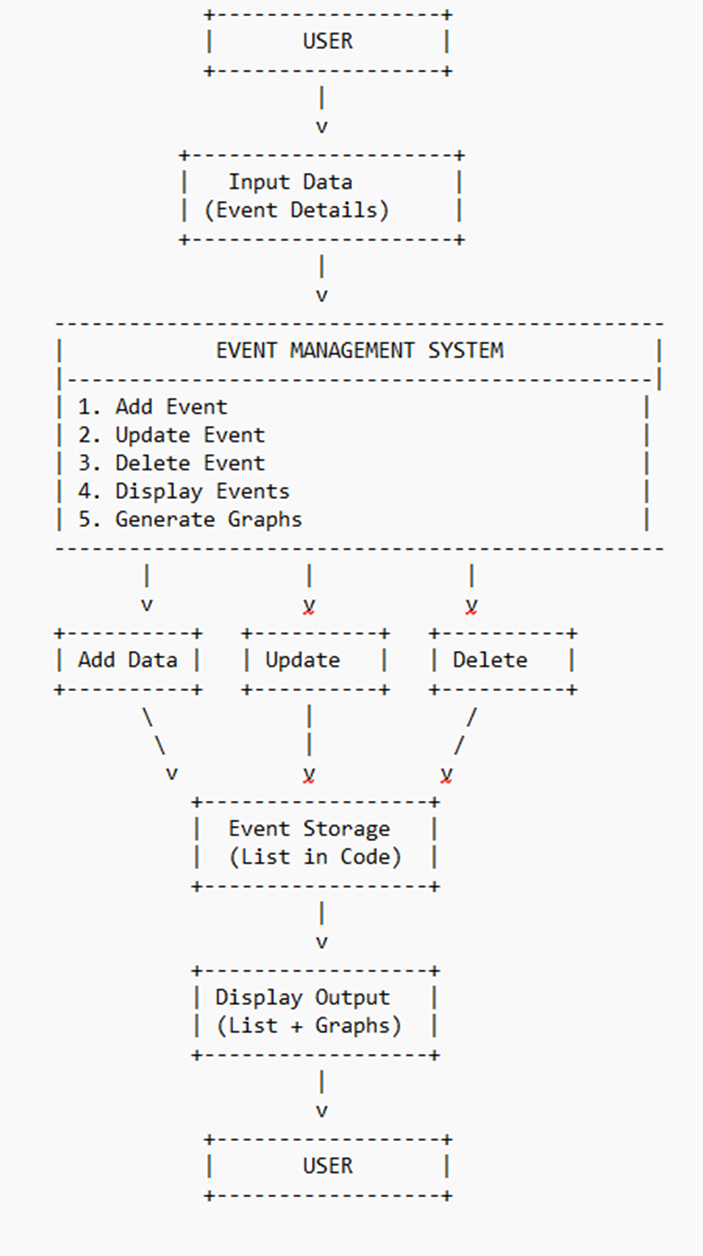 +------------------+
|       USER       |
+------------------+
|
v
+---------------------+
|   Input Data        |
| (Event Details)     |
+---------------------+
|
v
-------------------------------------------------
|            EVENT MANAGEMENT SYSTEM            |
|-----------------------------------------------|
| 1. Add Event                                  |
| 2. Update Event                               |
| 3. Delete Event                               |
| 4. Display Events                             |
| 5. Generate Graphs                            |
-------------------------------------------------
|            |            |
v            v            v
+----------+   +----------+   +----------+
| Add Data |   | Update   |   | Delete   |
+----------+   +----------+   +----------+
\            |            /
\           |           /
v          v          v
+------------------+
|  Event Storage   |
|  (List in Code)  |
+------------------+
|
v
+------------------+
| Display Output   |
| (List + Graphs)  |
+------------------+
|
v
+------------------+
|       USER       |
+------------------+